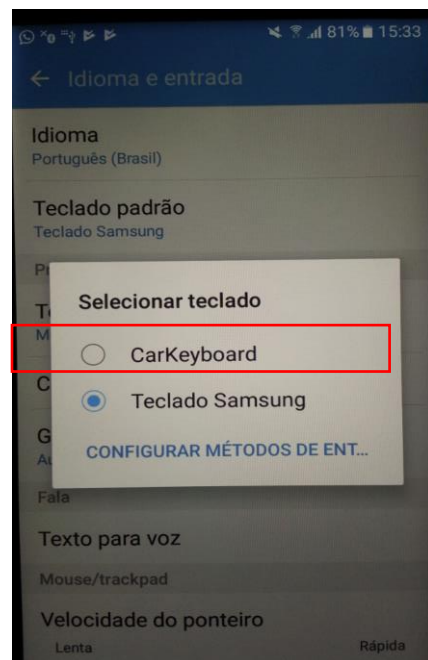 81% 15:33
Idioma e entrada
Idioma
Português (Brasil)
Teclado padrão
Teclado Samsung
Selecionar teclado
CarKeyboard
Teclado Samsung
CONFIGURAR MÉTODOS DE ENT...
Fala
Texto para voz
Mouse/trackpad
Velocidade do ponteiro
Lenta Rápida